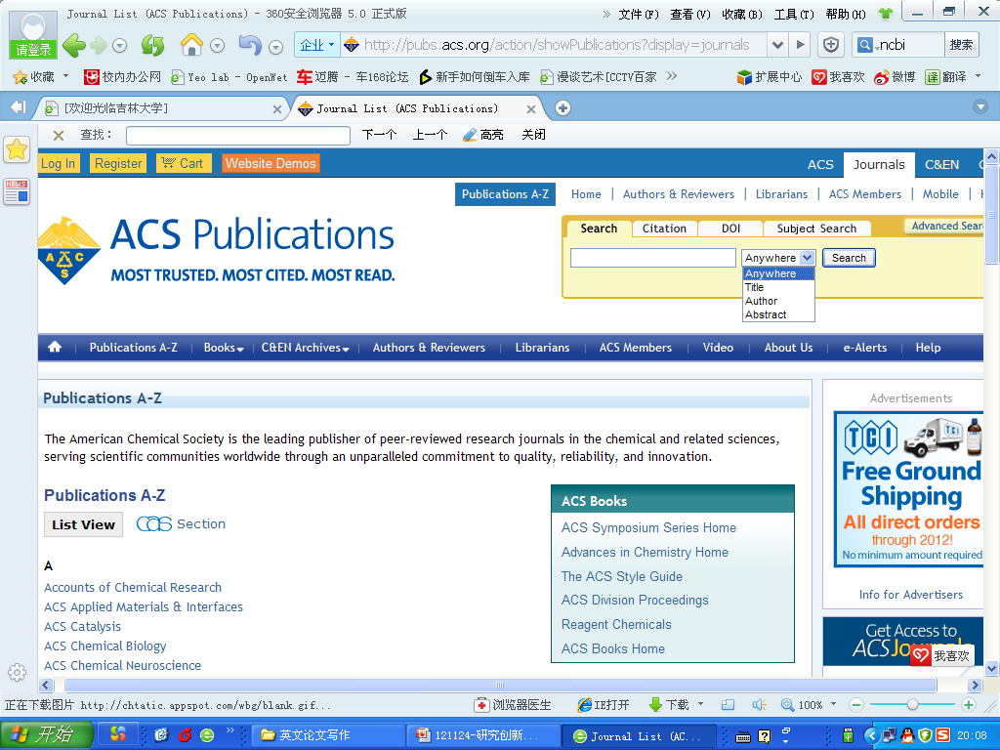 Journal List (ACS Publications) - 360安全浏览器 5.0 正式版
» 文件(F) 查看(V) 收藏(B) 工具(T) 帮助(H)
请登录
企业 http://pubs.acs.org/action/showPublications?display=journals ncbi 搜索
收藏 校内办公网 Yeo lab - OpenWet 迈腾 - 车168论坛 新手如何倒车入库 漫谈艺术[CCTV百家 » 扩展中心 我喜欢 微博 翻译
[欢迎光临吉林大学] Journal List (ACS Publications)
查找： 下一个 上一个 高亮 关闭
Log In Register Cart Website Demos ACS Journals C&EN
Publications A-Z Home | Authors & Reviewers | Librarians | ACS Members | Mobile |
ACS Publications
MOST TRUSTED. MOST CITED. MOST READ.
A C S
Search Citation DOI Subject Search Advanced Sear
Anywhere Search
Anywhere
Title
Author
Abstract
Publications A-Z Books C&EN Archives Authors & Reviewers Librarians ACS Members Video About Us e-Alerts Help
Publications A-Z
The American Chemical Society is the leading publisher of peer-reviewed research journals in the chemical and related sciences,
serving scientific communities worldwide through an unparalleled commitment to quality, reliability, and innovation.
Publications A-Z
List View CAS Section
A
Accounts of Chemical Research
ACS Applied Materials & Interfaces
ACS Catalysis
ACS Chemical Biology
ACS Chemical Neuroscience
ACS Books
ACS Symposium Series Home
Advances in Chemistry Home
The ACS Style Guide
ACS Division Proceedings
Reagent Chemicals
ACS Books Home
Advertisements
TCI
Free Ground
Shipping
All direct orders
through 2012!
No minimum amount required
Info for Advertisers
Get Access to
ACS
我喜欢
正在下载图片 http://chtatic.appspot.com/wbg/blank.gif... 浏览器医生 IE打开 下载 100%
开始 英文论文写作 121124-研究创新... Journal List (AC... 20:08